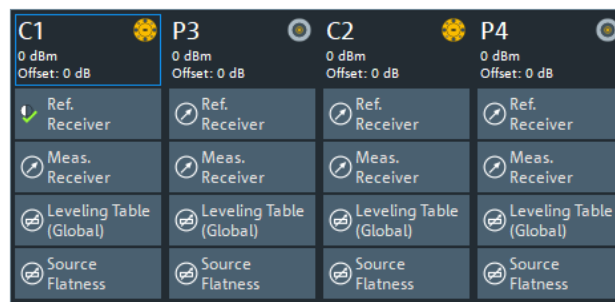 C1
0 dBm
Offset: 0 dB
Ref.
Receiver
Meas.
Receiver
Leveling Table
(Global)
Source
Flatness
P3
0 dBm
Offset: 0 dB
Ref.
Receiver
Meas.
Receiver
Leveling Table
(Global)
Source
Flatness
C2
0 dBm
Offset: 0 dB
Ref.
Receiver
Meas.
Receiver
Leveling Table
(Global)
Source
Flatness
P4
0 dBm
Offset: 0 dB
Ref.
Receiver
Meas.
Receiver
Leveling Table
(Global)
Source
Flatness